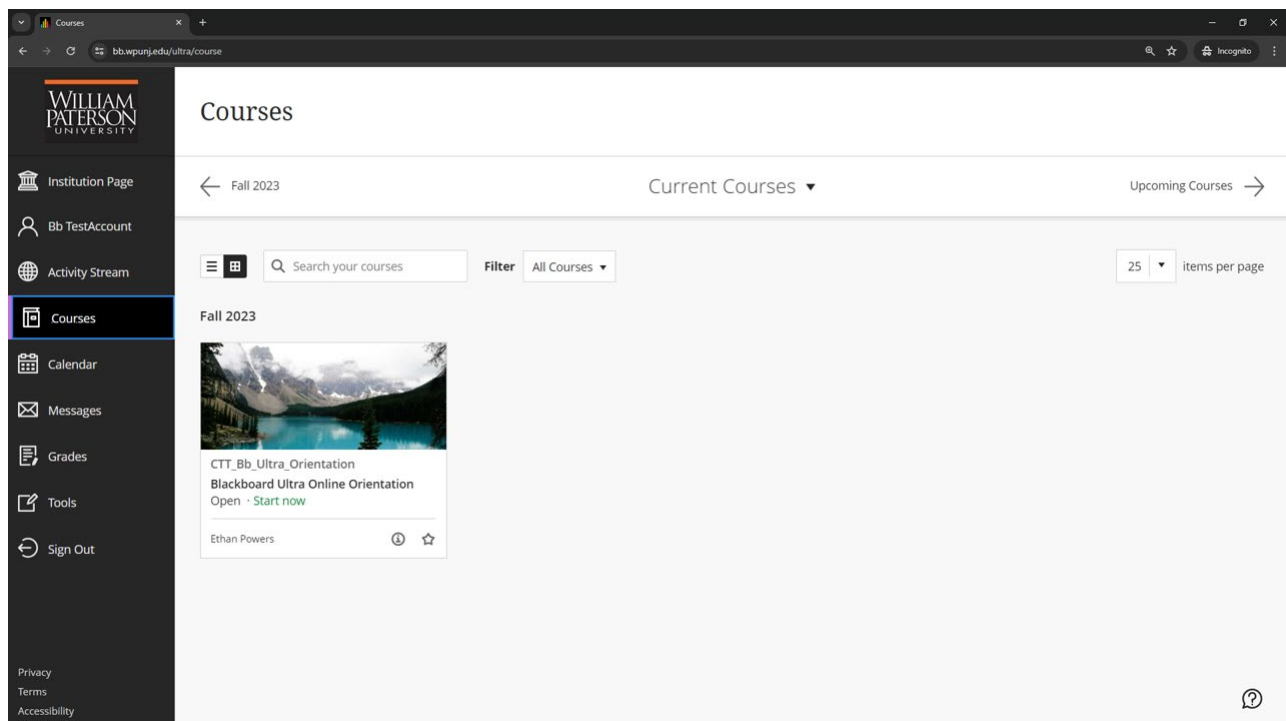 Courses
bb.wpunj.edu/ultra/course
Incognito
WILLIAM
PATERSON
UNIVERSITY
Institution Page
Bb TestAccount
Activity Stream
Courses
Calendar
Messages
Grades
Tools
Sign Out
Privacy
Terms
Accessibility
Courses
Fall 2023
Current Courses
Upcoming Courses
Search your courses
Filter All Courses
25 items per page
Fall 2023
CTT_Bb_Ultra_Orientation
Blackboard Ultra Online Orientation
Open · Start now
Ethan Powers